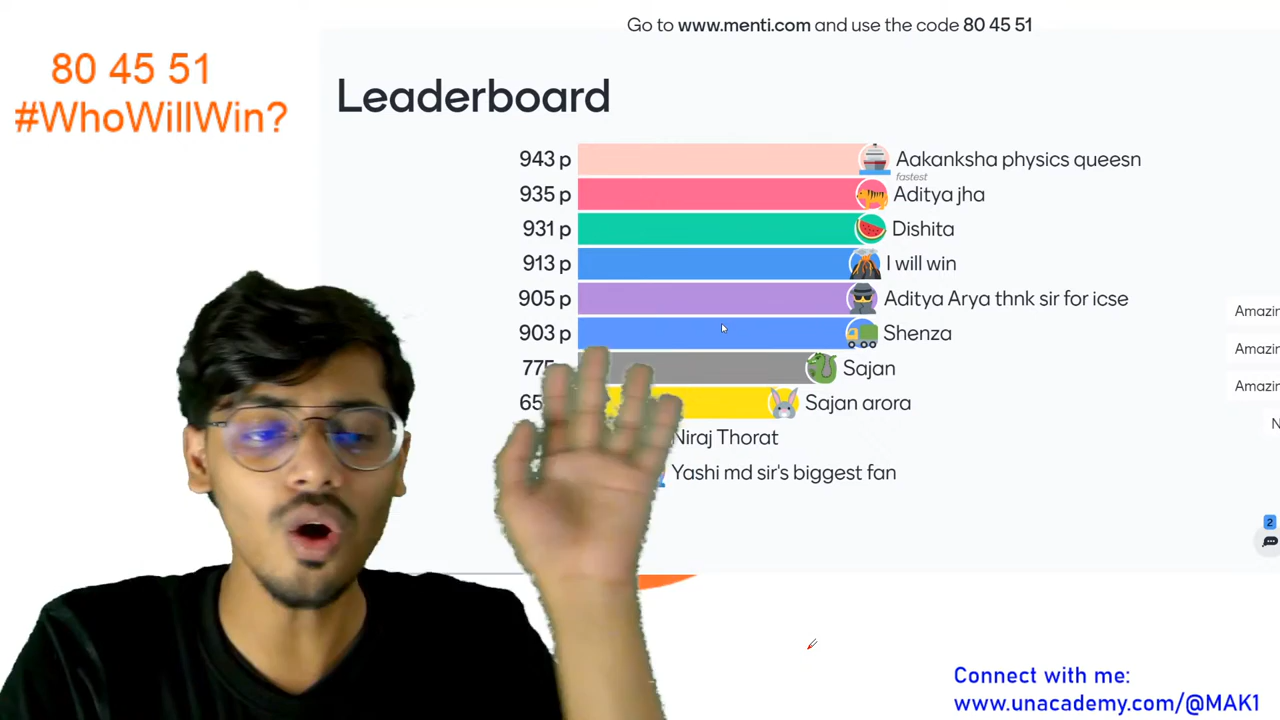 Go to www.menti.com and use the code 80 45 51
80 45 51
#WhoWillWin?
Leaderboard
943 p Aakanksha physics queesn
fastest
935 p Aditya jha
931 p Dishita
913 p I will win
905 p Aditya Arya thnk sir for icse
903 p Shenza
Sajan
Sajan arora
Niraj Thorat
Yashi md sir's biggest fan
2
Connect with me:
www.unacademy.com/@MAK1